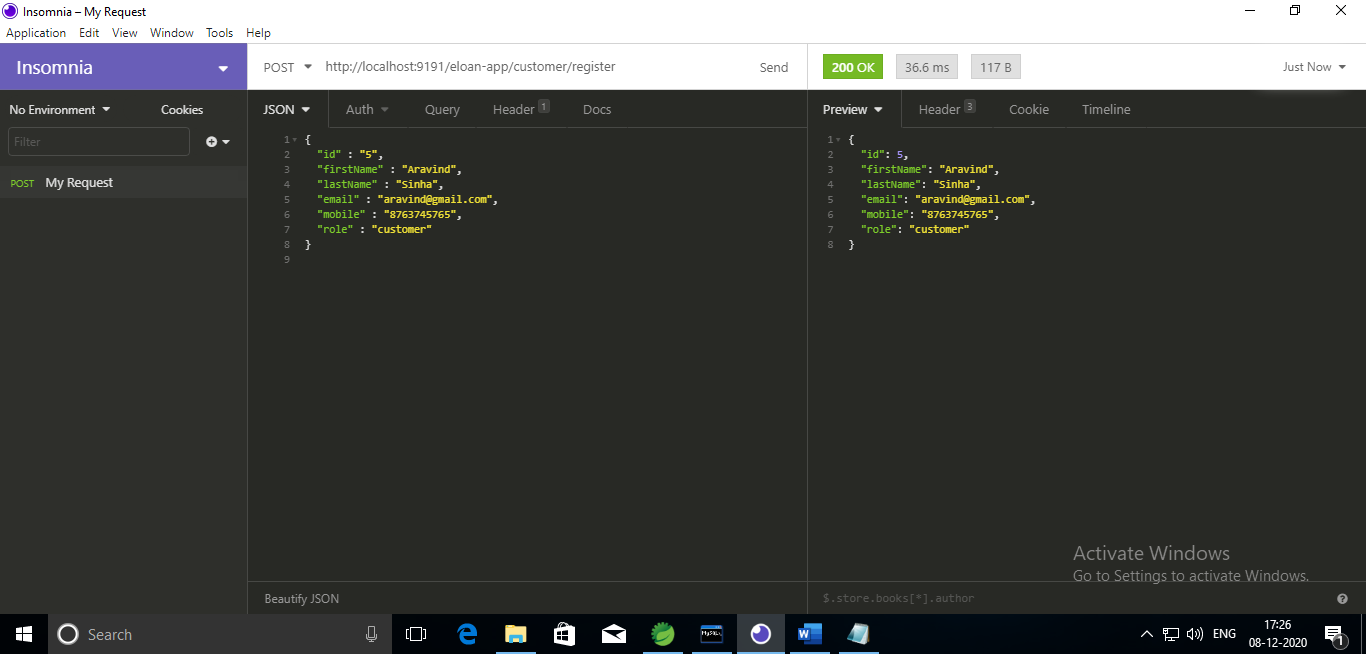 Insomnia – My Request
Application Edit View Window Tools Help
Insomnia
POST http://localhost:9191/eloan-app/customer/register Send
200 OK 36.6 ms 117 B Just Now
No Environment Cookies
JSON Auth Query Header 1 Docs
Preview Header 3 Cookie Timeline
Filter
POST My Request
1 {
2 "id" : "5",
3 "firstName" : "Aravind",
4 "lastName" : "Sinha",
5 "email" : "aravind@gmail.com",
6 "mobile" : "8763745765",
7 "role" : "customer"
8 }
9
1 {
2 "id": 5,
3 "firstName": "Aravind",
4 "lastName": "Sinha",
5 "email": "aravind@gmail.com",
6 "mobile": "8763745765",
7 "role": "customer"
8 }
Activate Windows
Go to Settings to activate Windows.
Beautify JSON
$.store.books[*].author
Search
MySQL
ENG
17:26
08-12-2020
1